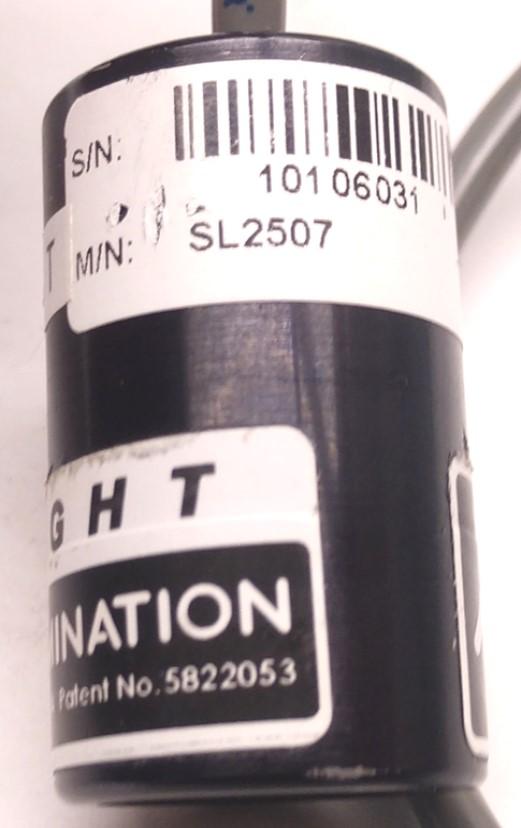 S/N:
10106031
M/N: SL2507
T
GHT
INATION
Patent No.5822053